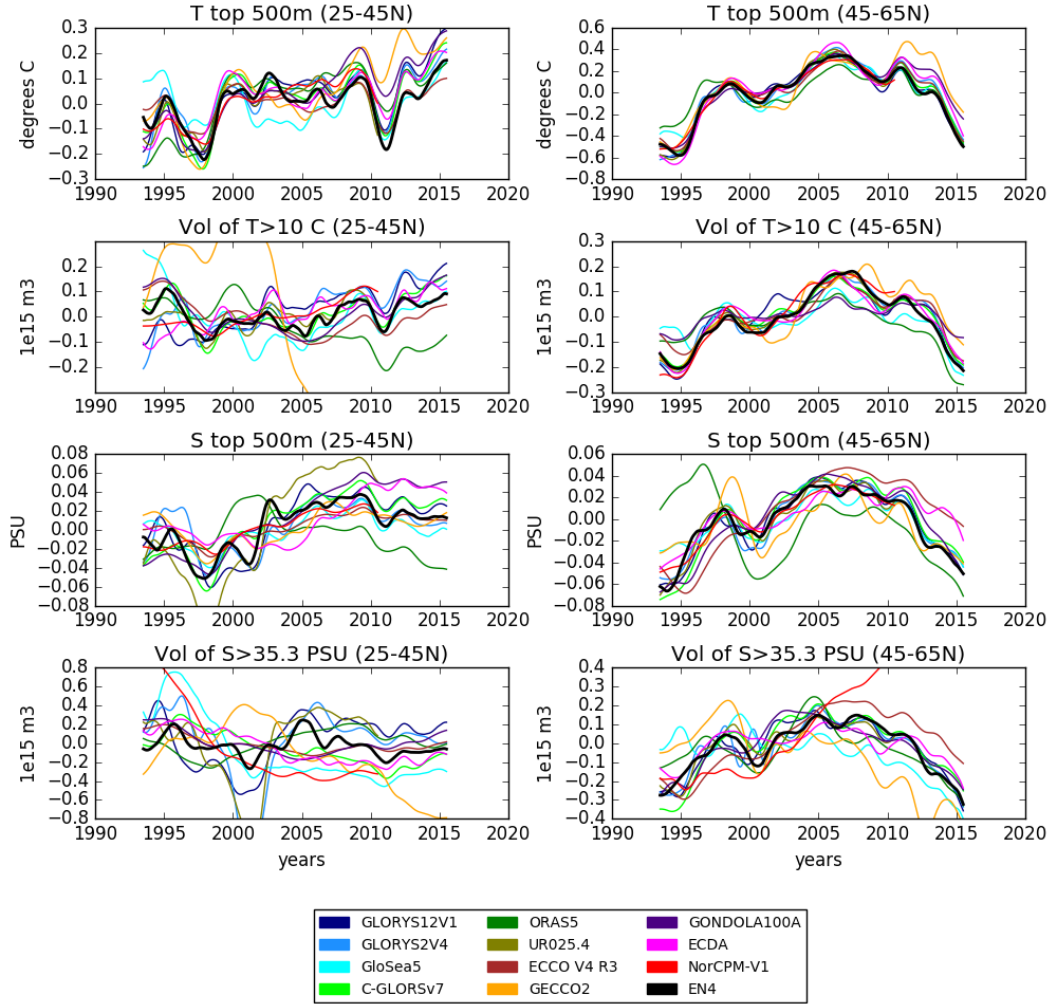 T top 500m (25-45N)
0.3
0.2
0.1
0.0
−0.1
−0.2
−0.3
degrees C
1990 1995 2000 2005 2010 2015 2020
T top 500m (45-65N)
0.6
0.4
0.2
0.0
−0.2
−0.4
−0.6
−0.8
degrees C
1990 1995 2000 2005 2010 2015 2020
Vol of T>10 C (25-45N)
0.2
0.1
0.0
−0.1
−0.2
1e15 m3
1990 1995 2000 2005 2010 2015 2020
Vol of T>10 C (45-65N)
0.3
0.2
0.1
0.0
−0.1
−0.2
−0.3
1e15 m3
1990 1995 2000 2005 2010 2015 2020
S top 500m (25-45N)
0.08
0.06
0.04
0.02
0.00
−0.02
−0.04
−0.06
−0.08
PSU
1990 1995 2000 2005 2010 2015 2020
S top 500m (45-65N)
0.06
0.04
0.02
0.00
−0.02
−0.04
−0.06
−0.08
PSU
1990 1995 2000 2005 2010 2015 2020
Vol of S>35.3 PSU (25-45N)
0.8
0.6
0.4
0.2
0.0
−0.2
−0.4
−0.6
−0.8
1e15 m3
1990 1995 2000 2005 2010 2015 2020
years
Vol of S>35.3 PSU (45-65N)
0.4
0.3
0.2
0.1
0.0
−0.1
−0.2
−0.3
−0.4
1e15 m3
1990 1995 2000 2005 2010 2015 2020
years
GLORYS12V1
GLORYS2V4
GloSea5
C-GLORSv7
ORAS5
UR025.4
ECCO V4 R3
GECCO2
GONDOLA100A
ECDA
NorCPM-V1
EN4